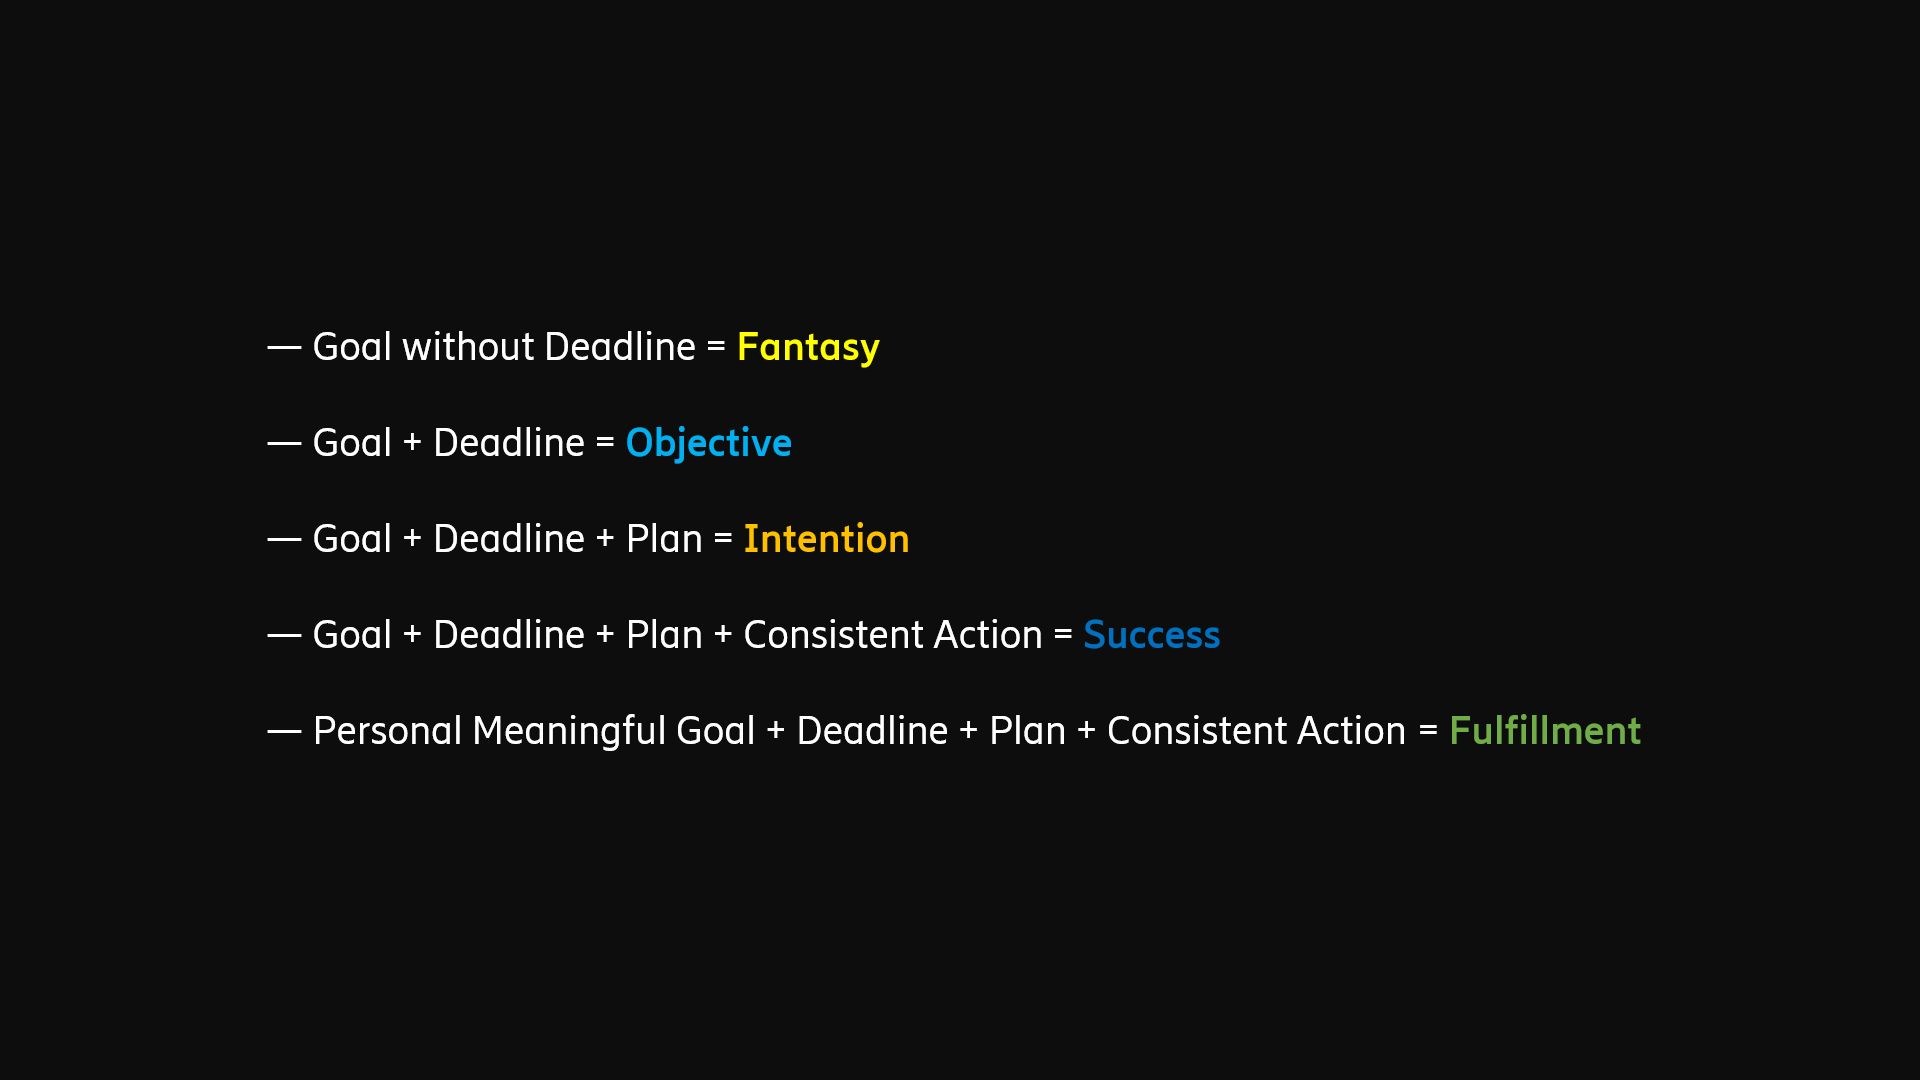 — Goal without Deadline = Fantasy
— Goal + Deadline = Objective
— Goal + Deadline + Plan = Intention
— Goal + Deadline + Plan + Consistent Action = Success
— Personal Meaningful Goal + Deadline + Plan + Consistent Action = Fulfillment